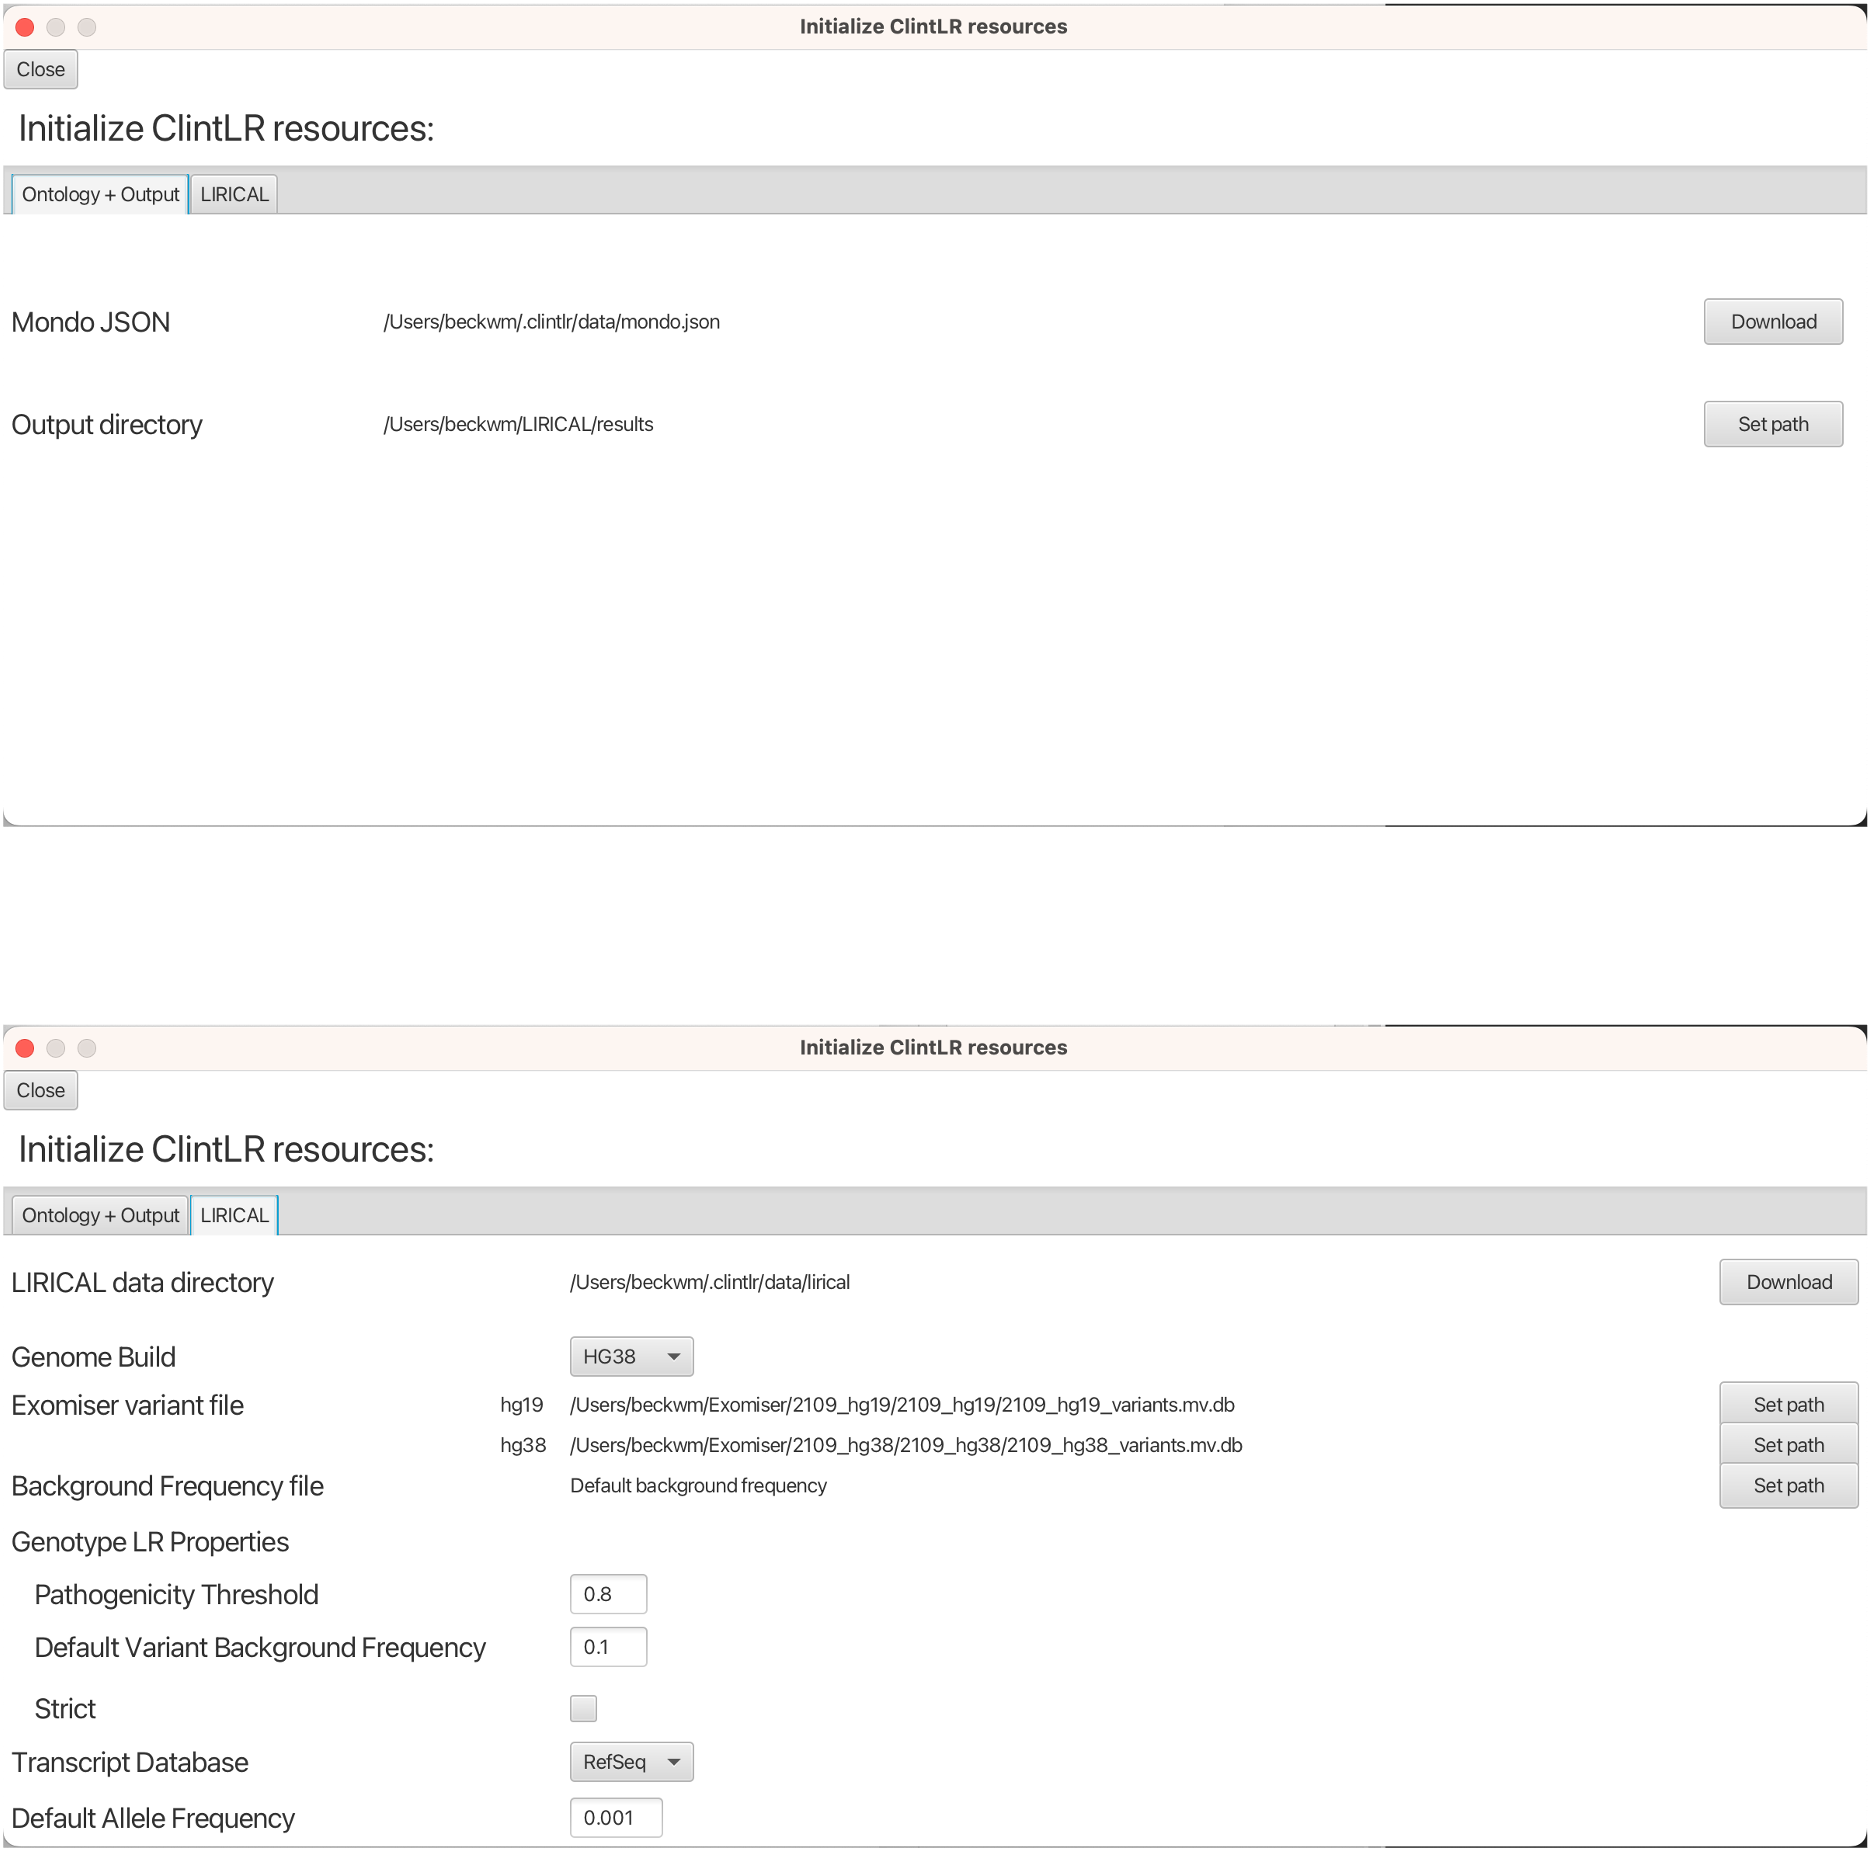 Initialize ClintLR resources
Close
Initialize ClintLR resources:
Ontology + Output LIRICAL
Mondo JSON /Users/beckwm/.clintlr/data/mondo.json Download
Output directory /Users/beckwm/LIRICAL/results Set path
Initialize ClintLR resources
Close
Initialize ClintLR resources:
Ontology + Output LIRICAL
LIRICAL data directory /Users/beckwm/.clintlr/data/lirical Download
Genome Build HG38
Exomiser variant file hg19 /Users/beckwm/Exomiser/2109_hg19/2109_hg19/2109_hg19_variants.mv.db Set path
hg38 /Users/beckwm/Exomiser/2109_hg38/2109_hg38/2109_hg38_variants.mv.db Set path
Background Frequency file Default background frequency Set path
Genotype LR Properties
Pathogenicity Threshold 0.8
Default Variant Background Frequency 0.1
Strict
Transcript Database RefSeq
Default Allele Frequency 0.001